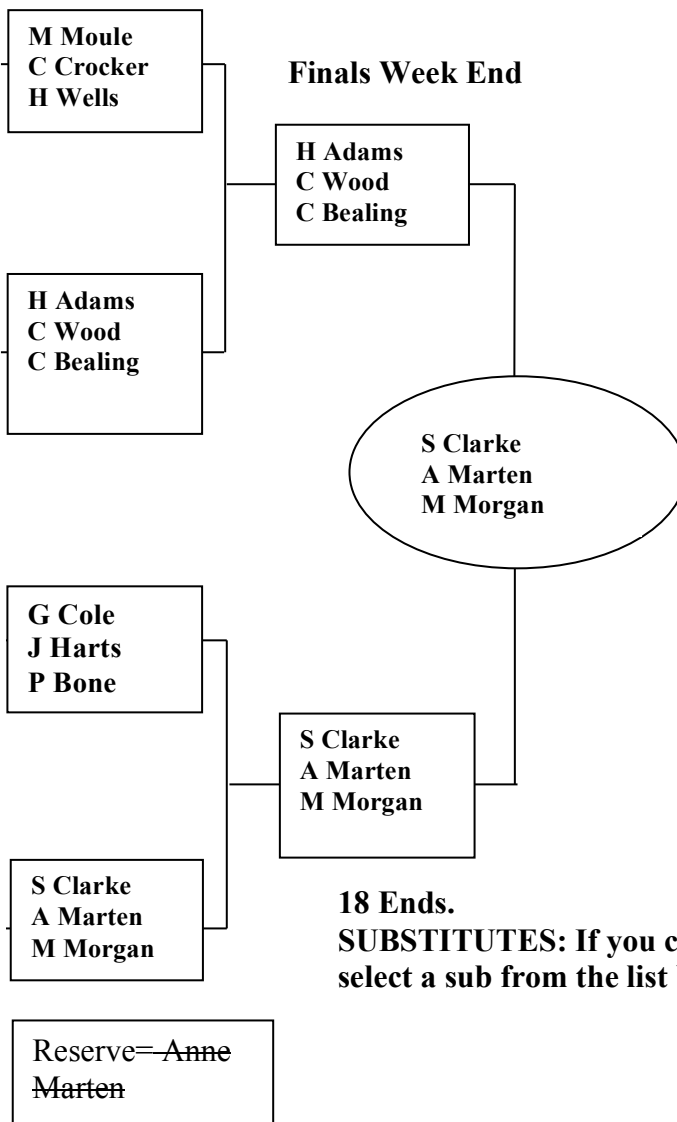 M Moule
C Crocker
H Wells
Finals Week End
H Adams
C Wood
C Bealing
H Adams
C Wood
C Bealing
S Clarke
A Marten
M Morgan
G Cole
J Harts
P Bone
S Clarke
A Marten
M Morgan
S Clarke
A Marten
M Morgan
18 Ends.
SUBSTITUTES: If you
select a sub from the list
Reserve= Anne
Marten